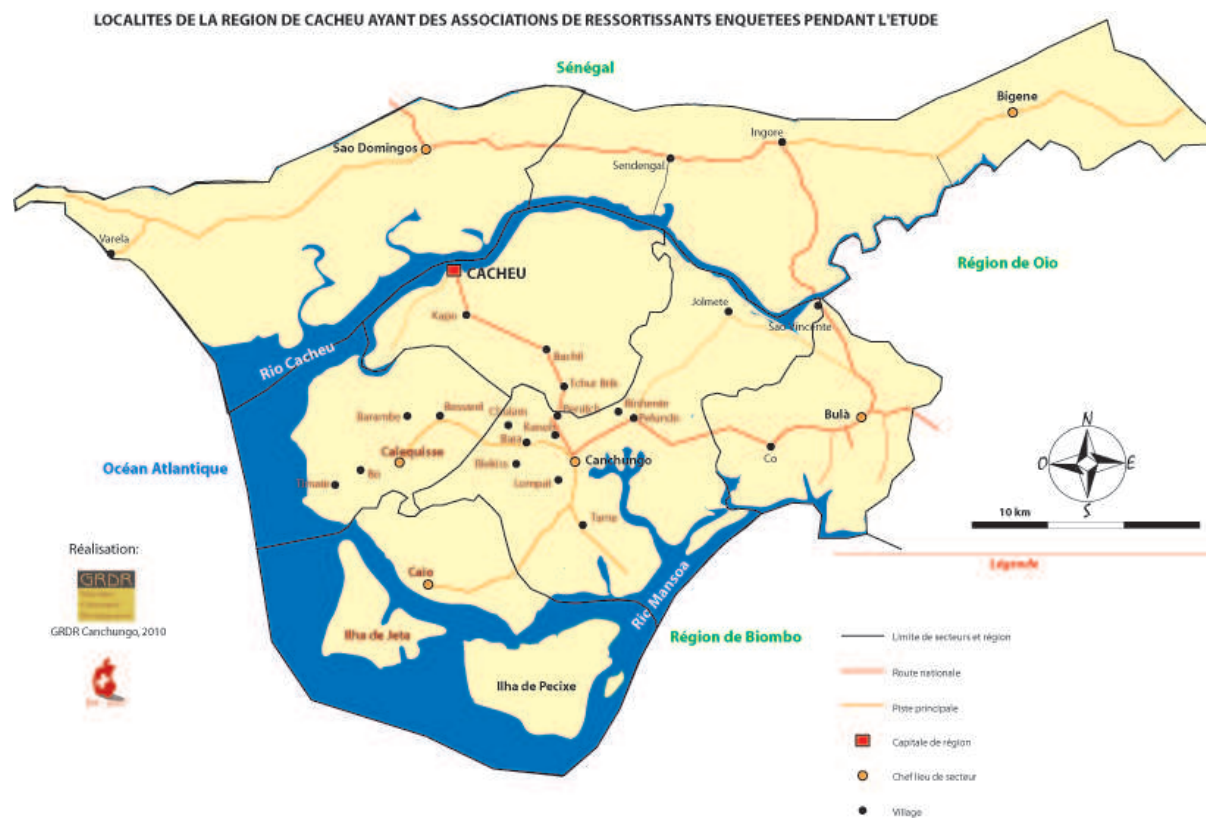 LOCALITES DE LA REGION DE CACHEU AYANT DES ASSOCIATIONS DE RESSORTISSANTS ENQUETEES PENDANT L'ETUDE
Sénégal
Bigene
Ingore
Sao Domingos
Sendengal
Varela
Région de Oio
CACHEU
Jolmete
Kapo
Sao Vincente
Rio Cacheu
Bachil
Tchur Brik
Barambe
Bulà
Pelundo
Bara
Calequisse
Océan Atlantique
Canchungo
Co
Bo
N
O
E
S
10 km
Tame
Réalisation:
Légende
GRDR
Caio
GRDR Canchungo, 2010
Rio Mansoa
Ilha de Jeta
Région de Biombo
Limite de secteurs et région
Ilha de Pecixe
Route nationale
Piste principale
Capitale de région
Chef lieu de secteur
Village